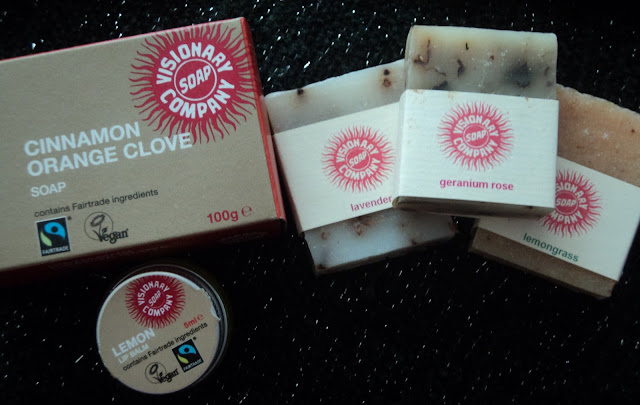 VISIONARY
SOAP
COMPANY
CINNAMON
ORANGE CLOVE
SOAP
contains Fairtrade ingredients
100g e
FAIRTRADE
Vegan
VISIONARY
SOAP
COMPANY
lavender
VISIONARY
SOAP
COMPANY
geranium rose
VISIONARY
SOAP
COMPANY
lemongrass
VISIONARY
SOAP
COMPANY
5ml e
LEMON
LIP BALM
contains Fairtrade ingredients
Vegan
FAIRTRADE